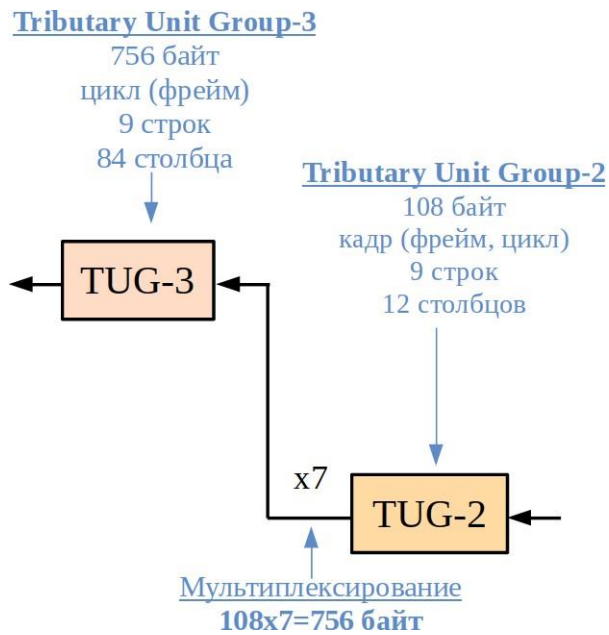 Tributary Unit Group-3
756 байт
цикл (фрейм)
9 строк
84 столбца
Tributary Unit Group-2
108 байт
кадр (фрейм, цикл)
9 строк
12 столбцов
TUG-3
x7
TUG-2
Мультиплексирование
108x7=756 байт